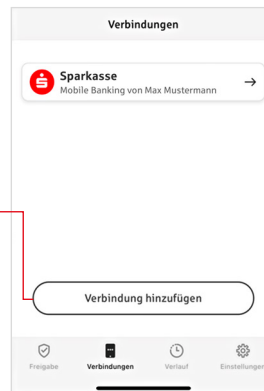 Verbindungen
Sparkasse
Mobile Banking von Max Mustermann
Verbindung hinzufügen
Freigabe
Verbindungen
Verlauf
Einstellungen